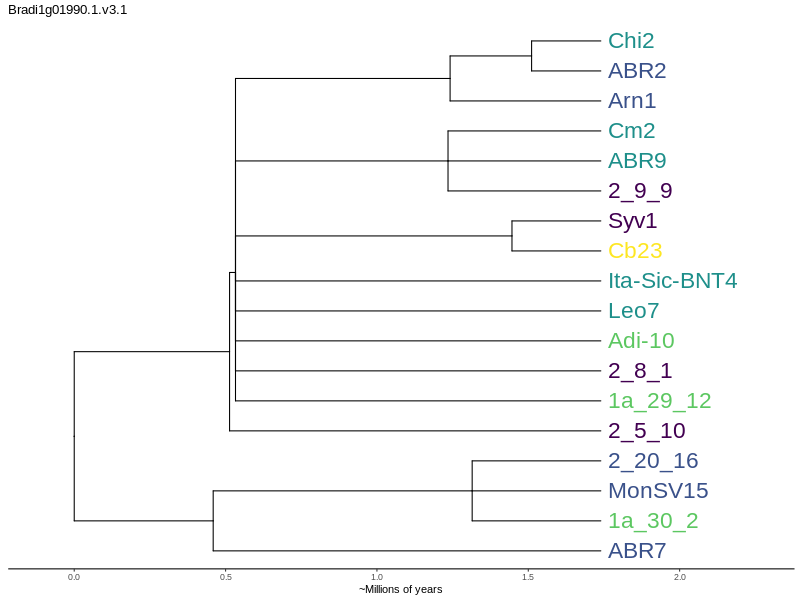 Bradi1g01990.1.v3.1
Chi2
ABR2
Arn1
Cm2
ABR9
2_9_9
Syv1
Cb23
Ita-Sic-BNT4
Leo7
Adi-10
2_8_1
1a_29_12
2_5_10
2_20_16
MonSV15
1a_30_2
ABR7
0.0 0.5 1.0 1.5 2.0
~Millions of years